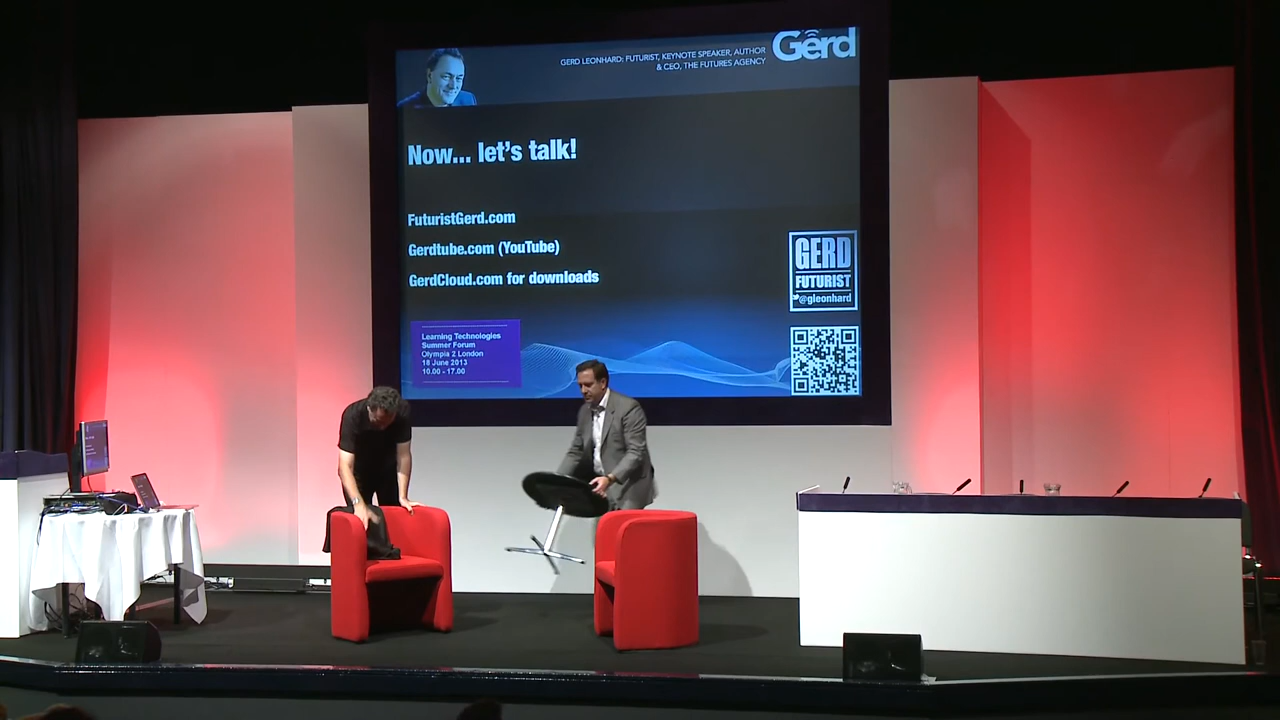 GERD LEONHARD: FUTURIST, KEYNOTE SPEAKER, AUTHOR
& CEO, THE FUTURES AGENCY
Gerd
Now... let's talk!
FuturistGerd.com
Gerdtube.com (YouTube)
GerdCloud.com for downloads
GERD
FUTURIST
@gleonhard
Learning Technologies
Summer Forum
Olympia 2 London
18 June 2013
10.00 - 17.00